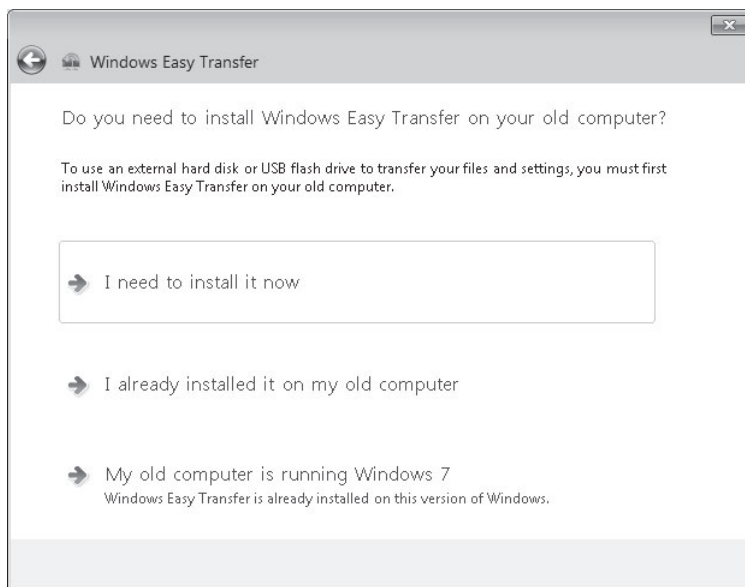 Windows Easy Transfer
Do you need to install Windows Easy Transfer on your old computer?
To use an external hard disk or USB flash drive to transfer your files and settings, you must first
install Windows Easy Transfer on your old computer.
I need to install it now
I already installed it on my old computer
My old computer is running Windows 7
Windows Easy Transfer is already installed on this version of Windows.